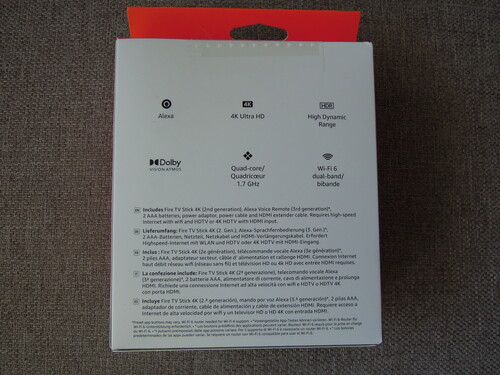 Alexa
4K
4K Ultra HD
HDR
High Dynamic
Range
Dolby
VISION·ATMOS
Quad-core/
Quadricœur
1.7 GHz
6
Wi-Fi 6
dual-band/
bibande
Includes Fire TV Stick 4K (2nd generation), Alexa Voice Remote (3rd generation)*,
2 AAA batteries, power adaptor, power cable and HDMI extender cable. Requires high-speed
internet with wifi and HDTV or 4K HDTV with HDMI input.
Lieferumfang: Fire TV Stick 4K (2. Gen.), Alexa-Sprachfernbedienung (3. Gen.)*,
2 AAA-Batterien, Netzteil, Netzkabel und HDMI-Verlängerungskabel. Erfordert
Highspeed-Internet mit WLAN und HDTV oder 4K HDTV mit HDMI-Eingang.
Inclus : Fire TV Stick 4K (2e génération), télécommande vocale Alexa (3e génération)*,
2 piles AAA, adaptateur secteur, câble d'alimentation et rallonge HDMI. Connexion Internet
haut débit réseau wifi (réseau sans fil) et télévision HD ou 4k HD avec entrée HDMI requises.
La confezione include: Fire TV Stick 4K (2ª generazione), telecomando vocale Alexa
(3ª generazione)*, 2 batterie AAA, alimentatore di corrente, cavo di alimentazione e prolunga
HDMI. Richiede una connessione Internet ad alta velocità con wifi e HDTV o HDTV 4K
con porta HDMI.
Incluye Fire TV Stick 4K (2.ª generación), mando por voz Alexa (3.ª generación)*, 2 pilas AAA,
adaptador de corriente, cable de alimentación y cable de extensión HDMI. Requiere acceso a
Internet de alta velocidad por wifi y un televisor HD o HD 4K con entrada HDMI.